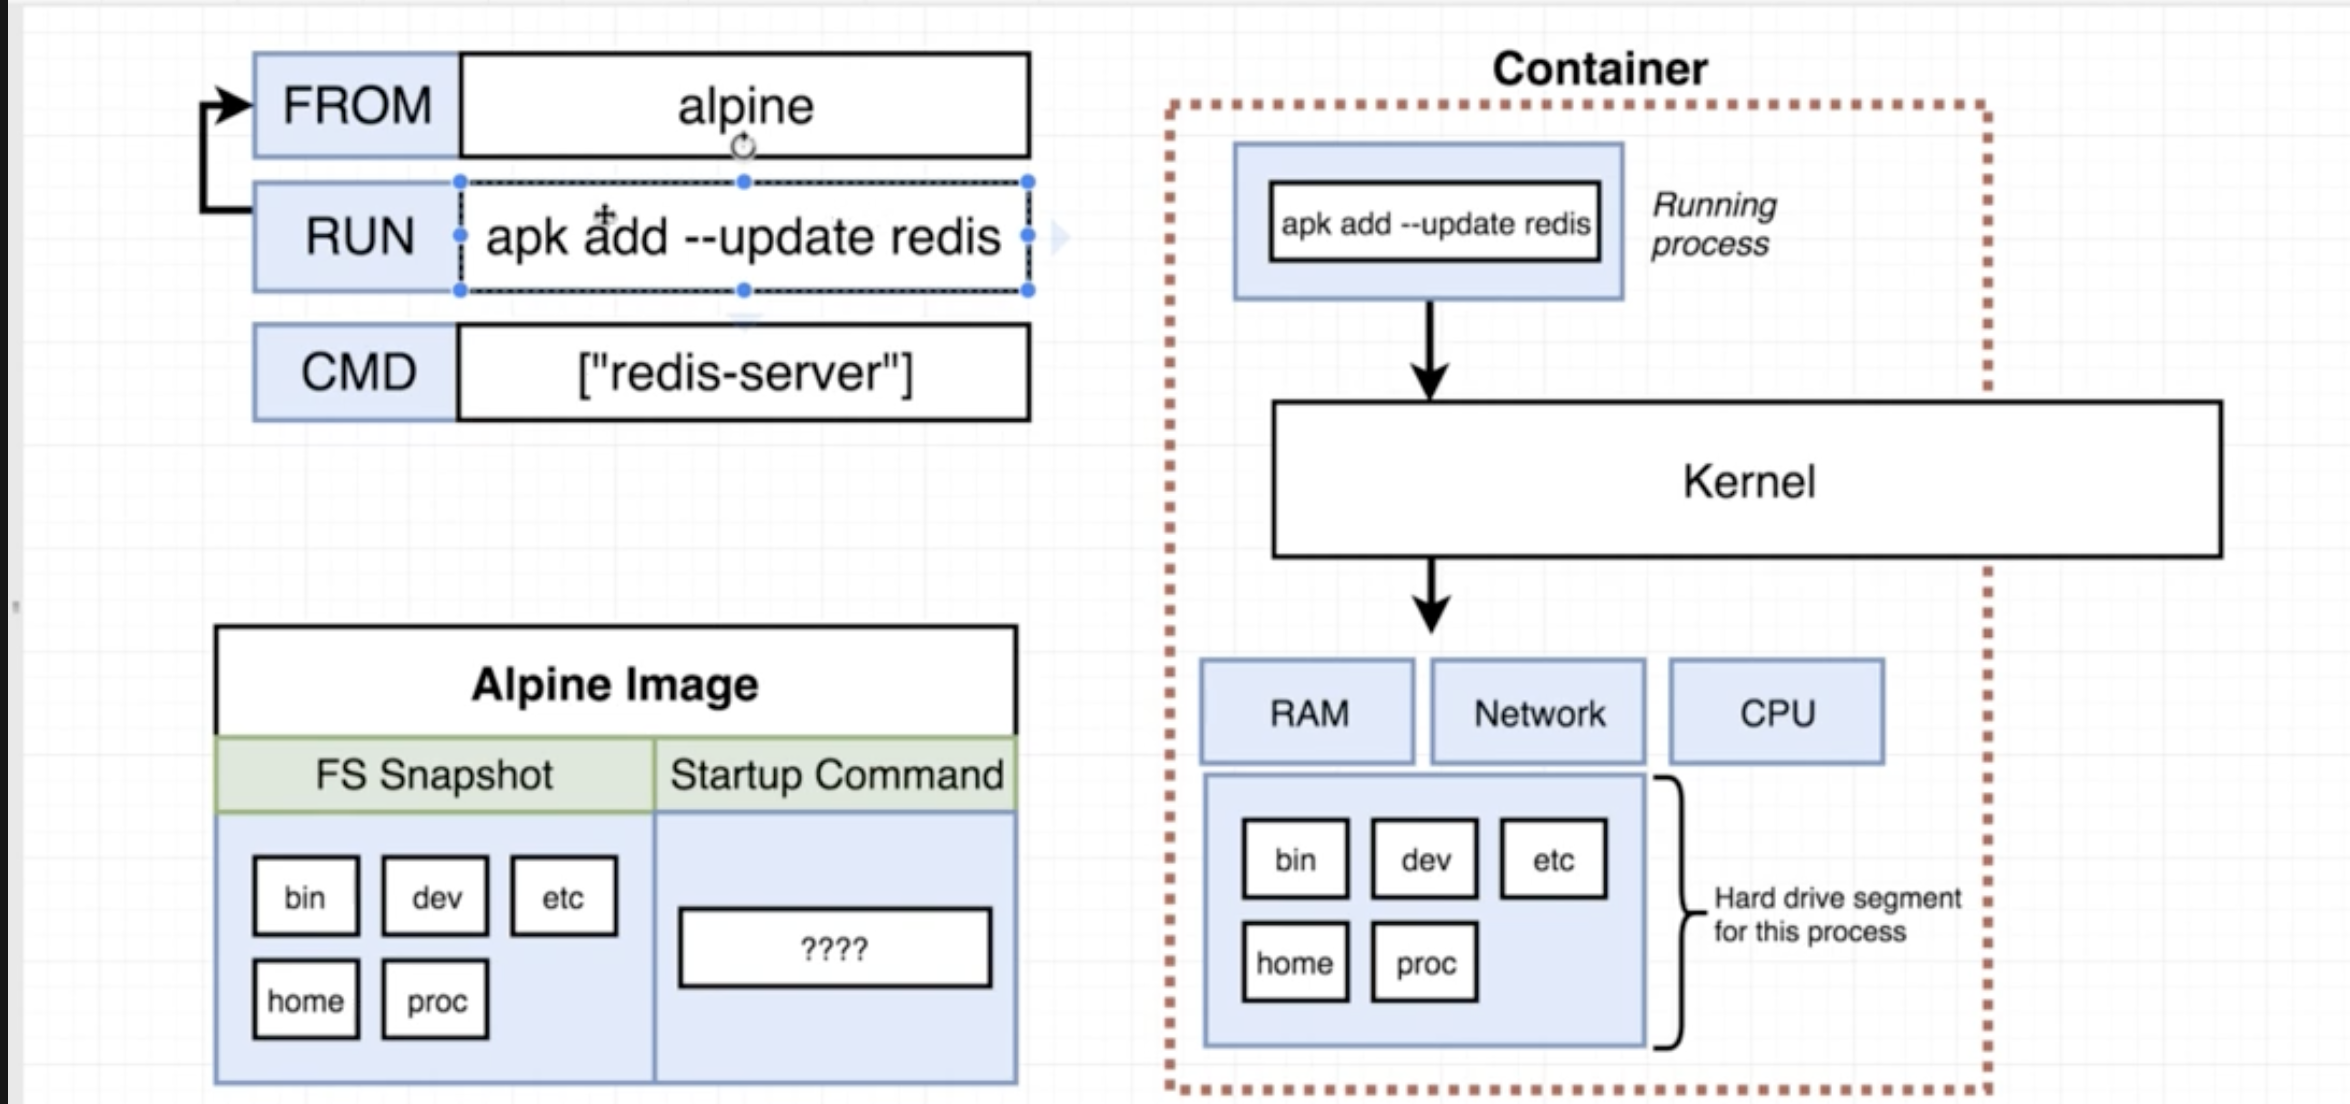 FROM alpine
RUN apk add --update redis
CMD ["redis-server"]
Alpine Image
FS Snapshot Startup Command
bin dev etc
home proc
????
Container
apk add --update redis
Running
process
Kernel
RAM Network CPU
bin dev etc
home proc
Hard drive segment
for this process